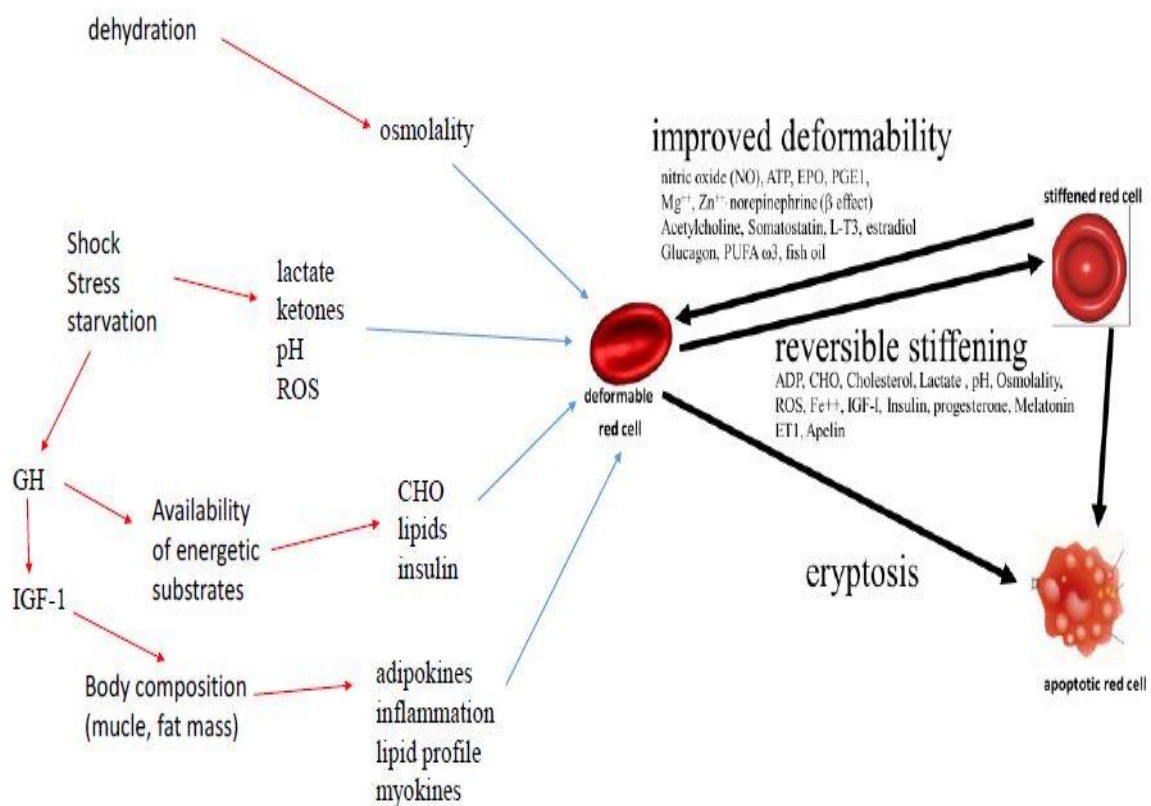 dehydration
osmolality
Shock
Stress
starvation
lactate
ketones
pH
ROS
GH
Availability
of energetic
substrates
CHO
lipids
insulin
IGF-1
Body composition
(mucle, fat mass)
adipokines
inflammation
lipid profile
myokines
improved deformability
nitric oxide (NO), ATP, EPO, PGE1,
Mg⁺⁺, Zn⁺⁺ norepinephrine (β effect)
Acetylcholine, Somatostatin, L-T3, estradiol
Glucagon, PUFA ω3, fish oil
stiffened red cell
deformable
red cell
reversible stiffening
ADP, CHO, Cholesterol, Lactate , pH, Osmolality,
ROS, Fe++, IGF-I, Insulin, progesterone, Melatonin
ET1, Apelin
eryptosis
apoptotic red cell